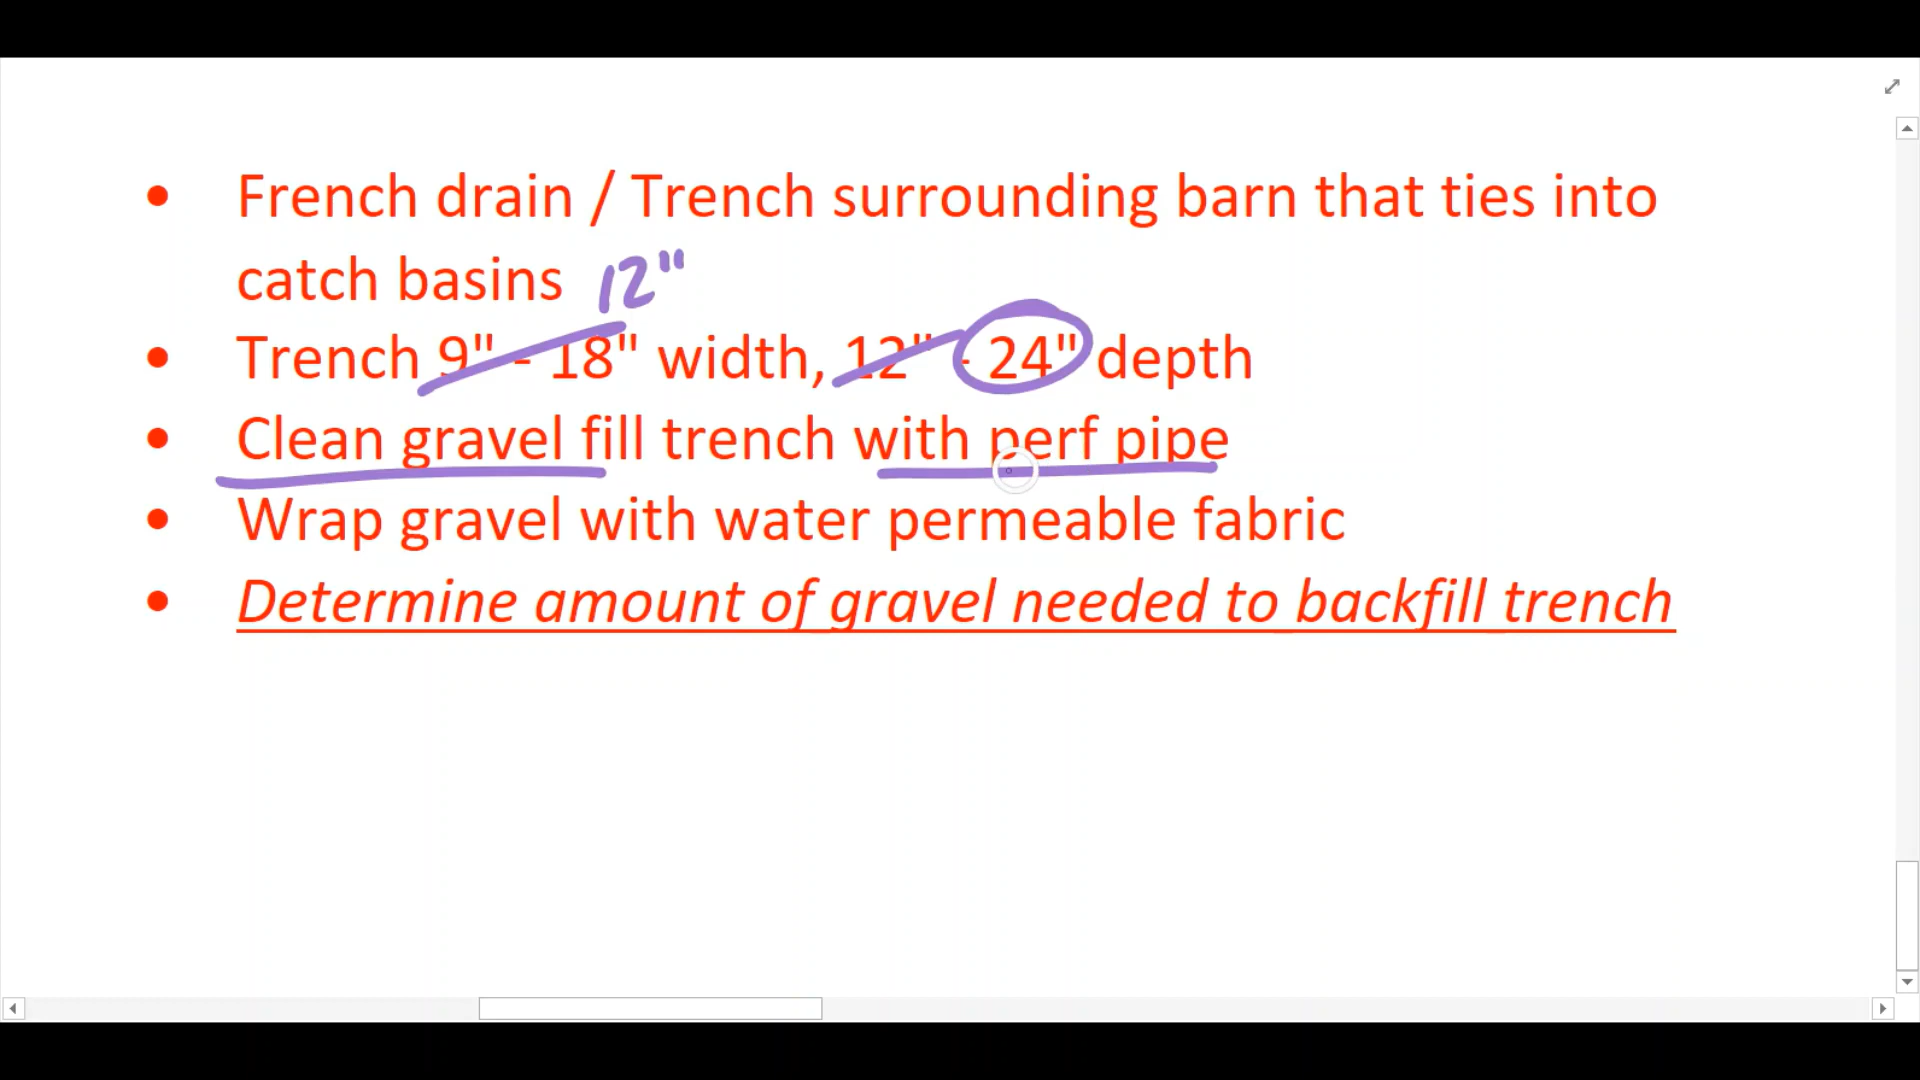 • French drain / Trench surrounding barn that ties into
catch basins 12"
• Trench 9" - 18" width, 12" - 24" depth
• Clean gravel fill trench with perf pipe
• Wrap gravel with water permeable fabric
• Determine amount of gravel needed to backfill trench